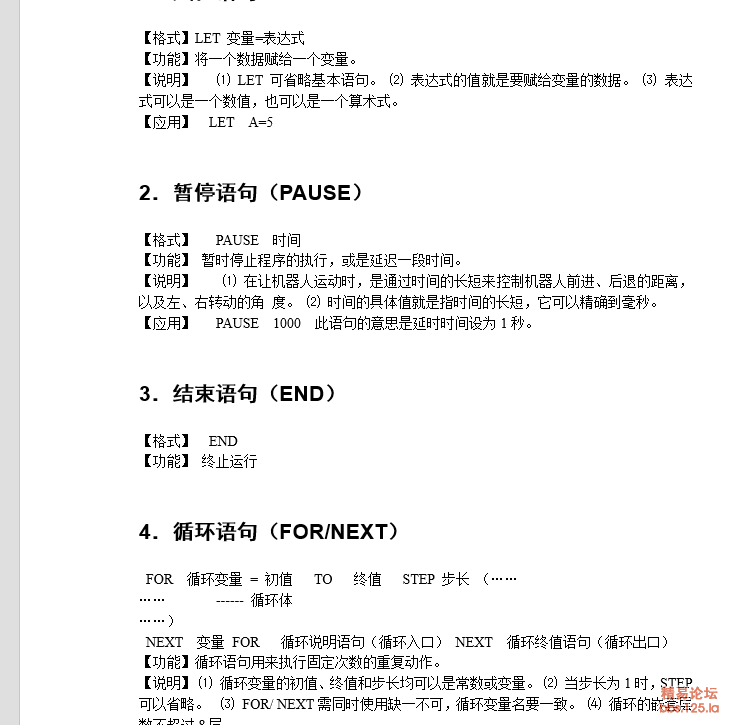 【格式】LET 变量=表达式
【功能】将一个数据赋给一个变量。
【说明】 ⑴ LET 可省略基本语句。 ⑵ 表达式的值就是要赋给变量的数据。 ⑶ 表达
式可以是一个数值，也可以是一个算术式。
【应用】 LET A=5
2．暂停语句（PAUSE）
【格式】 PAUSE 时间
【功能】 暂时停止程序的执行，或是延迟一段时间。
【说明】 ⑴ 在让机器人运动时，是通过时间的长短来控制机器人前进、后退的距离，
以及左、右转动的角 度。 ⑵ 时间的具体值就是指时间的长短，它可以精确到毫秒。
【应用】 PAUSE 1000 此语句的意思是延时时间设为 1 秒。
3．结束语句（END）
【格式】 END
【功能】 终止运行
4．循环语句（FOR/NEXT）
FOR 循环变量 = 初值 TO 终值 STEP 步长 （……
…… ------ 循环体
……）
NEXT 变量 FOR 循环说明语句（循环入口） NEXT 循环终值语句（循环出口）
【功能】循环语句用来执行固定次数的重复动作。
【说明】⑴ 循环变量的初值、终值和步长均可以是常数或变量。⑵ 当步长为 1 时，STEP
可以省略。 ⑶ FOR/ NEXT 需同时使用缺一不可，循环变量名要一致。 ⑷ 循环的嵌套层
数不超过 8 层
精易论坛